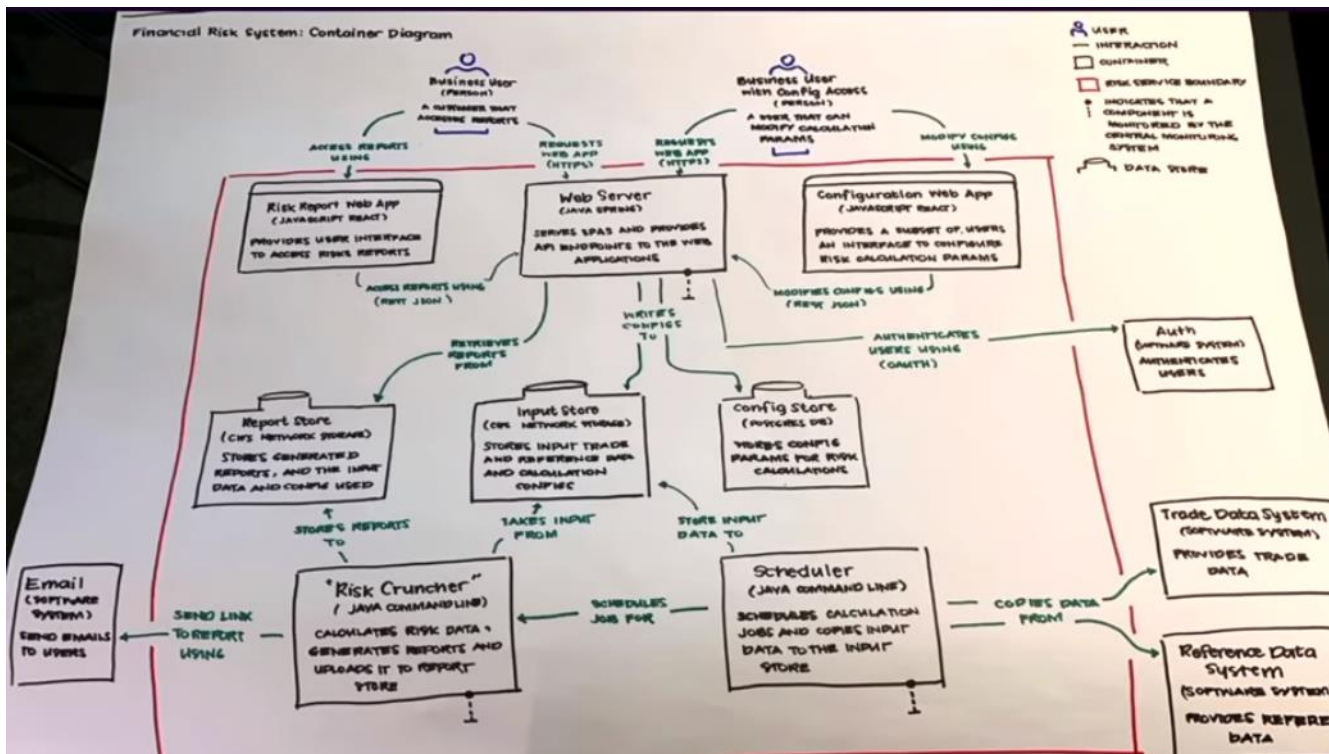 Financial Risk System: Container Diagram
USER
INTERACTION
CONTAINER
RISK SERVICE BOUNDARY
INDICATES THAT A
COMPONENT IS
MONITORED BY THE
CENTRAL MONITORING
SYSTEM
DATA STORE
Business User
(PERSON)
A CUSTOMER THAT
ACCESSES REPORTS
Business User
with Config Access
(PERSON)
A USER THAT CAN
MODIFY CALCULATION
PARAMS
ACCESS REPORTS
USING
REQUESTS
WEB APP
(HTTPS)
REQUESTS
WEB APP
(HTTPS)
MODIFY CONFIGS
USING
Risk Report Web App
(JAVASCRIPT REACT)
PROVIDES USER INTERFACE
TO ACCESS RISKS REPORTS
Web Server
(JAVA SPRING)
SERVES SPAS AND PROVIDES
API ENDPOINTS TO THE WEB
APPLICATIONS
Configuration Web App
(JAVASCRIPT REACT)
PROVIDES A SUBSET OF USERS
AN INTERFACE TO CONFIGURE
RISK CALCULATION PARAMS
ACCESS REPORTS USING
(REST JSON)
MODIFIES CONFIGS USING
(REST JSON)
RETRIEVES
REPORTS
FROM
WRITES
CONFIGS
TO
AUTHENTICATES
USERS USING
(OAUTH)
Auth
(SOFTWARE SYSTEM)
AUTHENTICATES
USERS
Report Store
(CIFS NETWORK STORAGE)
STORES GENERATED
REPORTS, AND THE INPUT
DATA AND CONFIG USED
Input Store
(CIFS NETWORK STORAGE)
STORES INPUT TRADE
AND REFERENCE DATA
AND CALCULATION
CONFIGS
Config Store
(POSTGRES DB)
STORES CONFIG
PARAMS FOR RISK
CALCULATIONS
STORES REPORTS
TO
TAKES INPUT
FROM
STORE INPUT
DATA TO
Email
(SOFTWARE
SYSTEM)
SEND EMAILS
TO USERS
SEND LINK
TO REPORT
USING
"Risk Cruncher"
(JAVA COMMAND LINE)
CALCULATES RISK DATA,
GENERATES REPORTS AND
UPLOADS IT TO REPORT
STORE
SCHEDULES
JOB FOR
Scheduler
(JAVA COMMAND LINE)
SCHEDULES CALCULATION
JOBS AND COPIES INPUT
DATA TO THE INPUT
STORE
COPIES DATA
FROM
Trade Data System
(SOFTWARE SYSTEM)
PROVIDES TRADE
DATA
Reference Data
System
(SOFTWARE SYSTEM
PROVIDES REFERE
DATA